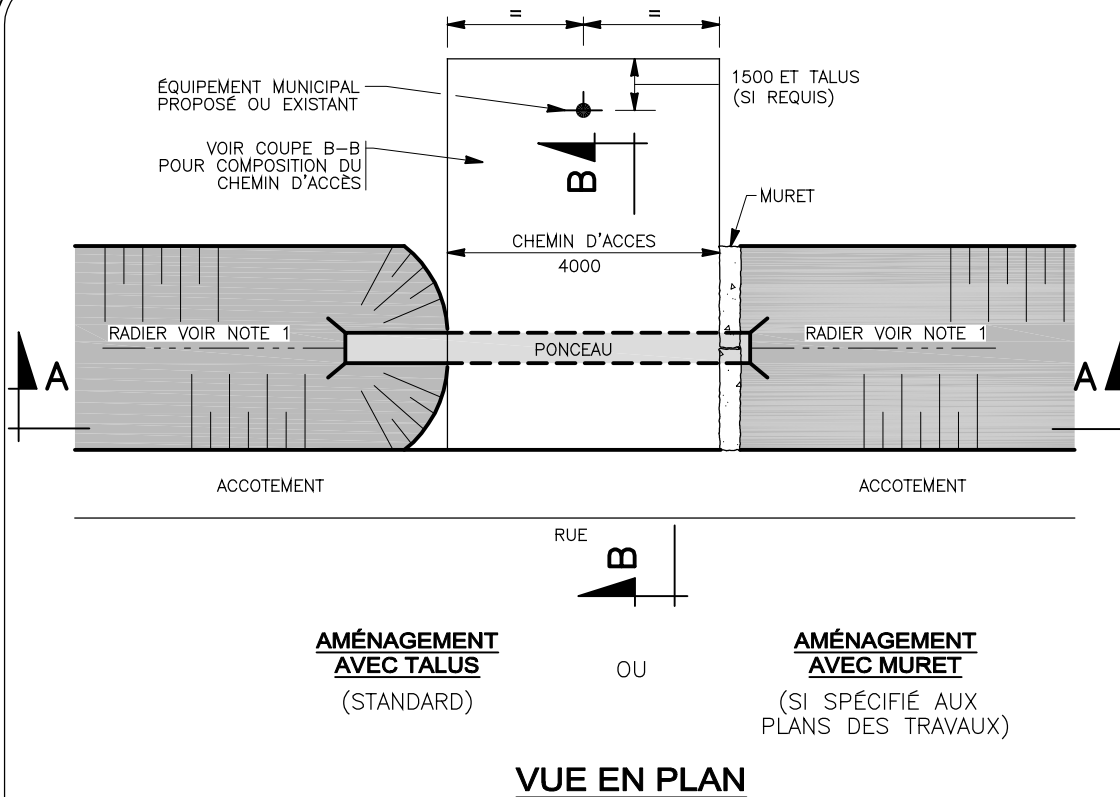 =
=
ÉQUIPEMENT MUNICIPAL
PROPOSÉ OU EXISTANT
1500 ET TALUS
(SI REQUIS)
VOIR COUPE B-B
POUR COMPOSITION DU
CHEMIN D'ACCÈS
B
MURET
CHEMIN D'ACCES
4000
RADIER VOIR NOTE 1
PONCEAU
RADIER VOIR NOTE 1
A
A
ACCOTEMENT
ACCOTEMENT
RUE
B
AMÉNAGEMENT
AVEC TALUS
(STANDARD)
OU
AMÉNAGEMENT
AVEC MURET
(SI SPÉCIFIÉ AUX
PLANS DES TRAVAUX)
VUE EN PLAN